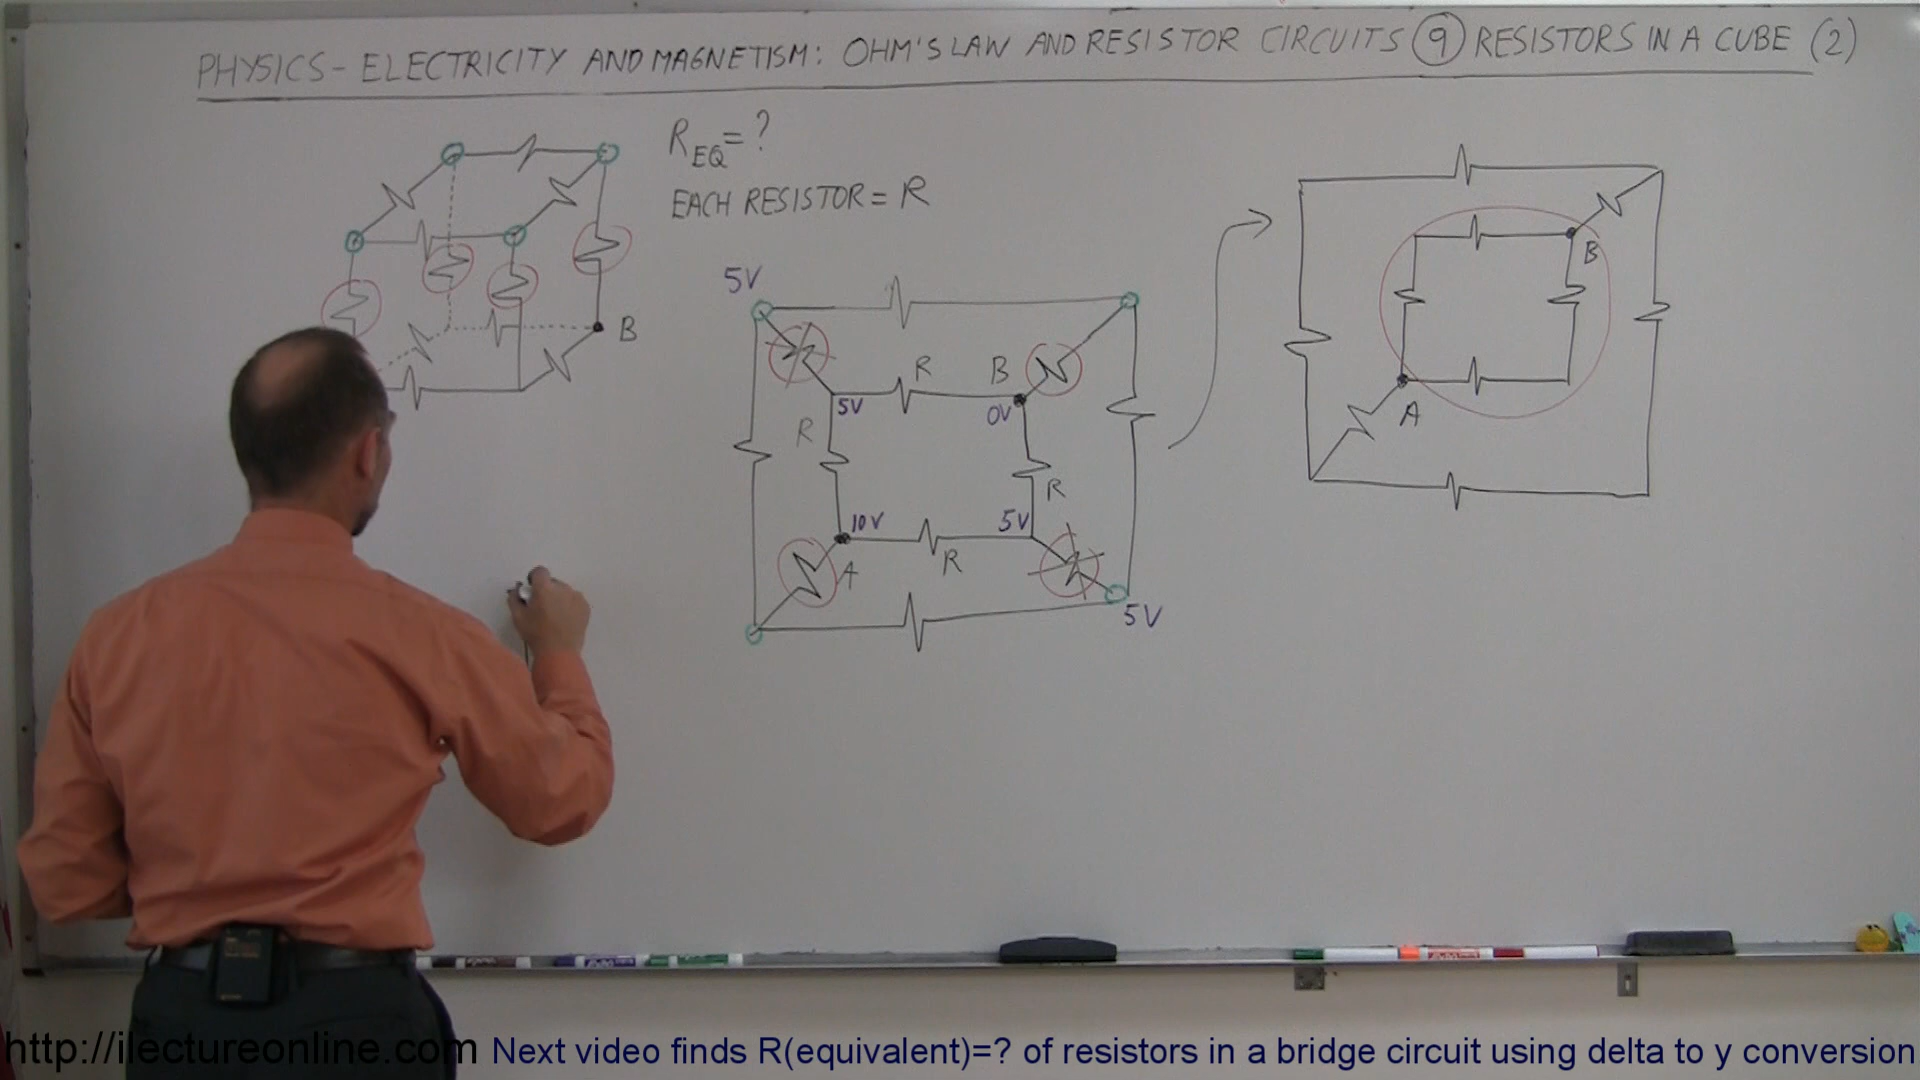 PHYSICS - ELECTRICITY AND MAGNETISM: OHM'S LAW AND RESISTOR CIRCUITS 9 RESISTORS IN A CUBE (2)
REQ = ?
EACH RESISTOR = R
B
5V
R
B
5V
0V
R
R
10V
5V
A
R
5V
B
A
http://ilectureonline.com Next video finds R(equivalent)=? of resistors in a bridge circuit using delta to y conversion